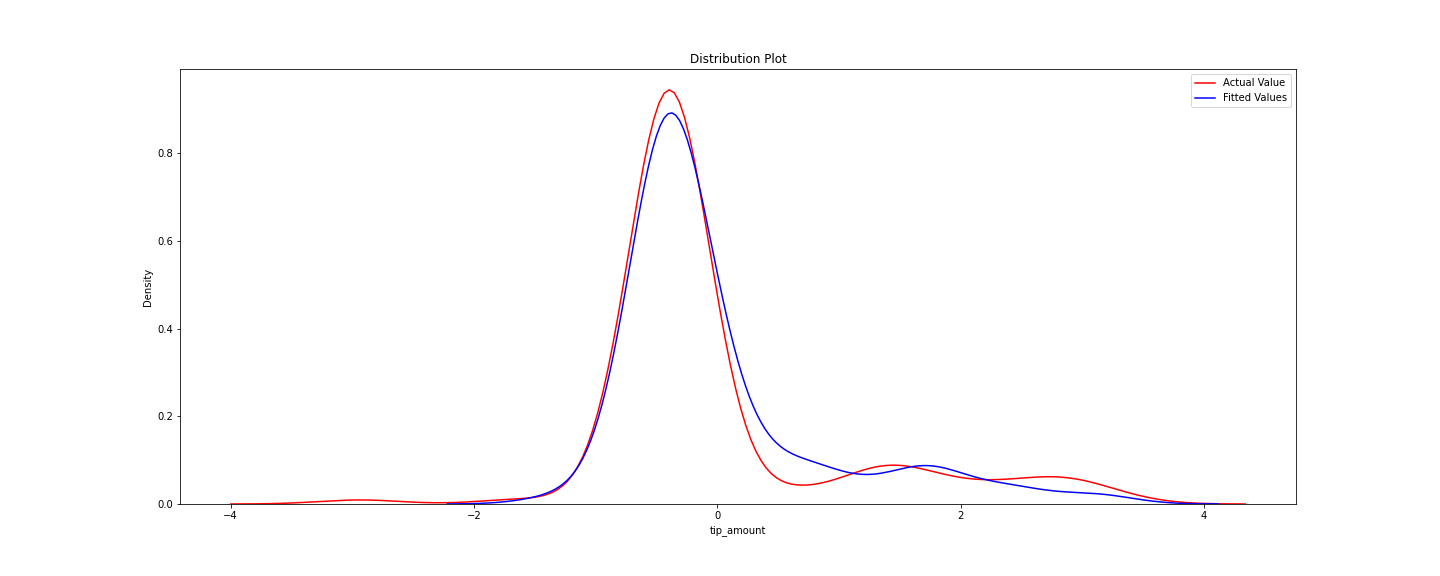 Distribution Plot
Actual Value
Fitted Values
Density
0.8
0.6
0.4
0.2
0.0
−4
−2
0
2
4
tip_amount